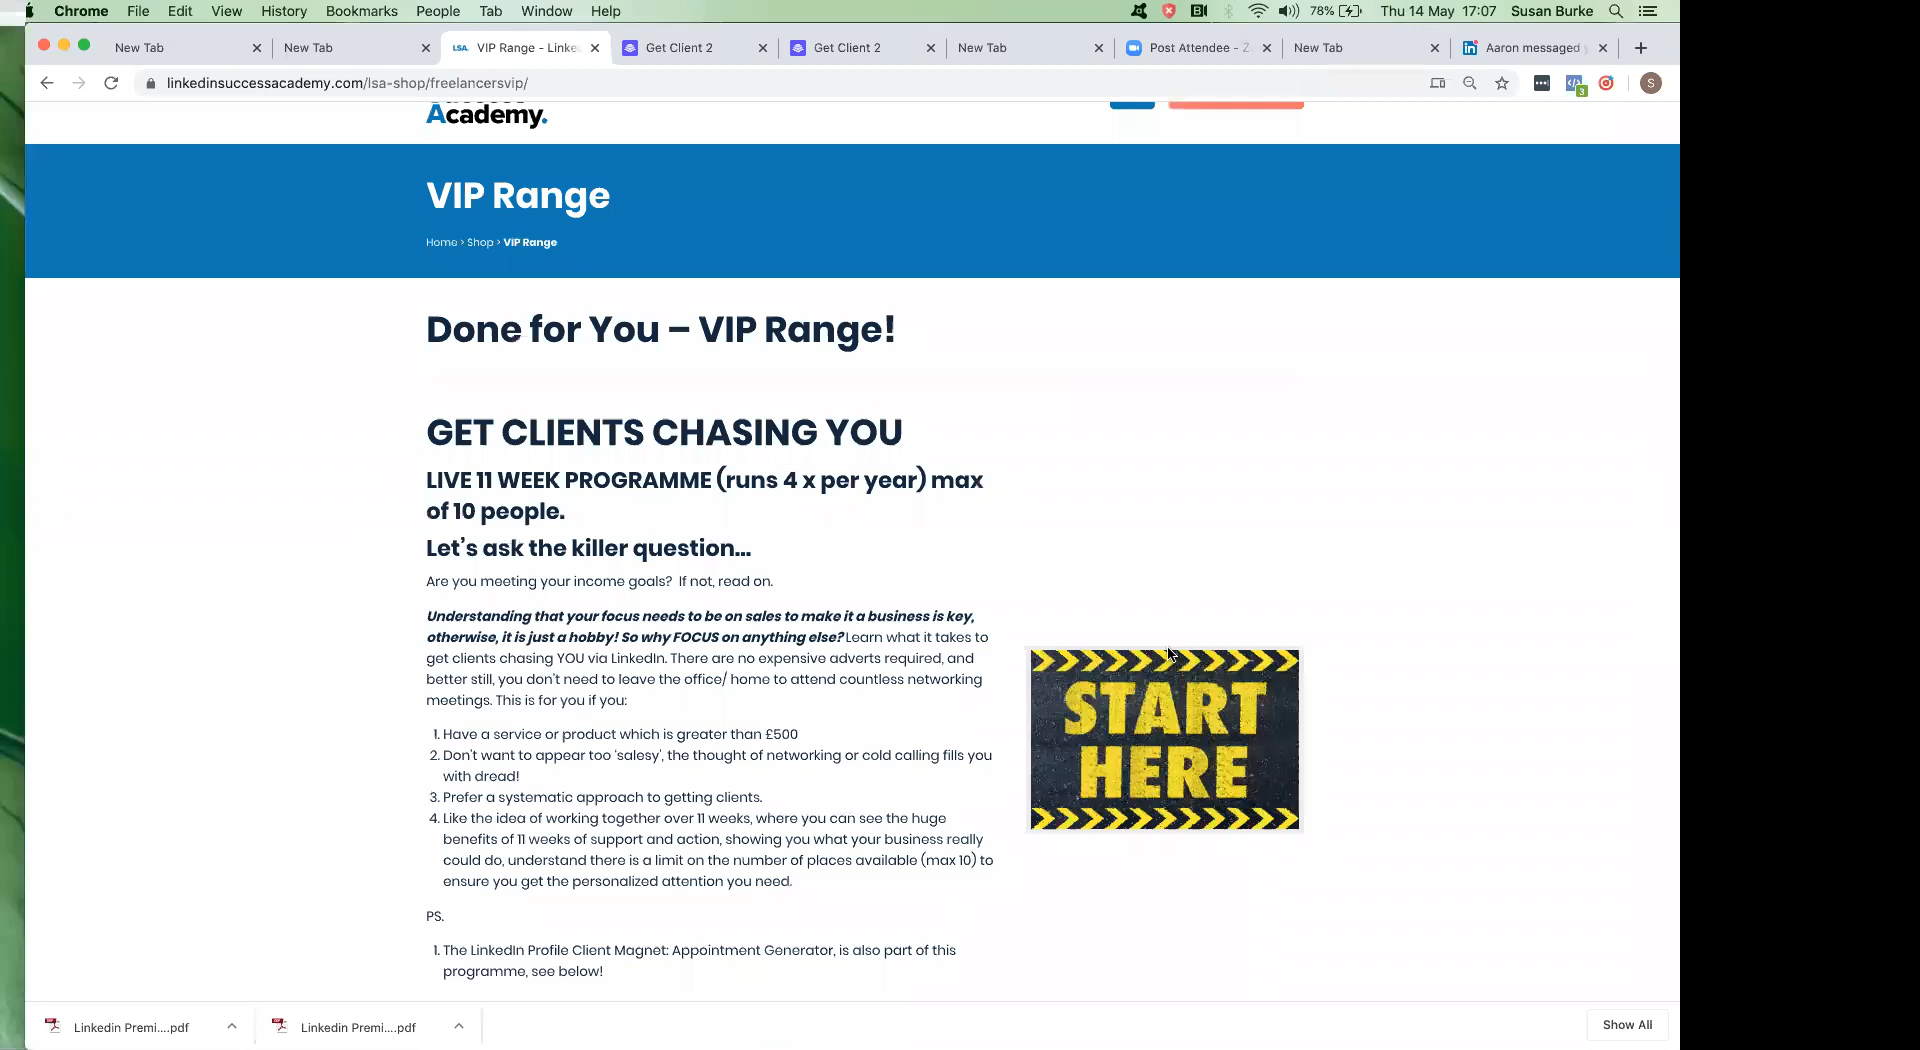 Chrome File Edit View History Bookmarks People Tab Window Help 78% Thu 14 May 17:07 Susan Burke
New Tab New Tab LSA. VIP Range - Linke Get Client 2 Get Client 2 New Tab Post Attendee - Z New Tab Aaron messaged
linkedinsuccessacademy.com/lsa-shop/freelancersvip/ 3 S
Academy.
VIP Range
Home > Shop > VIP Range
Done for You – VIP Range!
GET CLIENTS CHASING YOU
LIVE 11 WEEK PROGRAMME (runs 4 x per year) max
of 10 people.
Let's ask the killer question...
Are you meeting your income goals? If not, read on.
Understanding that your focus needs to be on sales to make it a business is key,
otherwise, it is just a hobby! So why FOCUS on anything else? Learn what it takes to
get clients chasing YOU via LinkedIn. There are no expensive adverts required, and
better still, you don't need to leave the office/ home to attend countless networking
meetings. This is for you if you:
1. Have a service or product which is greater than £500
2. Don't want to appear too 'salesy', the thought of networking or cold calling fills you
with dread!
3. Prefer a systematic approach to getting clients.
4. Like the idea of working together over 11 weeks, where you can see the huge
benefits of 11 weeks of support and action, showing you what your business really
could do, understand there is a limit on the number of places available (max 10) to
ensure you get the personalized attention you need.
PS.
1. The LinkedIn Profile Client Magnet: Appointment Generator, is also part of this
programme, see below!
START
HERE
Linkedin Premi....pdf Linkedin Premi....pdf Show All